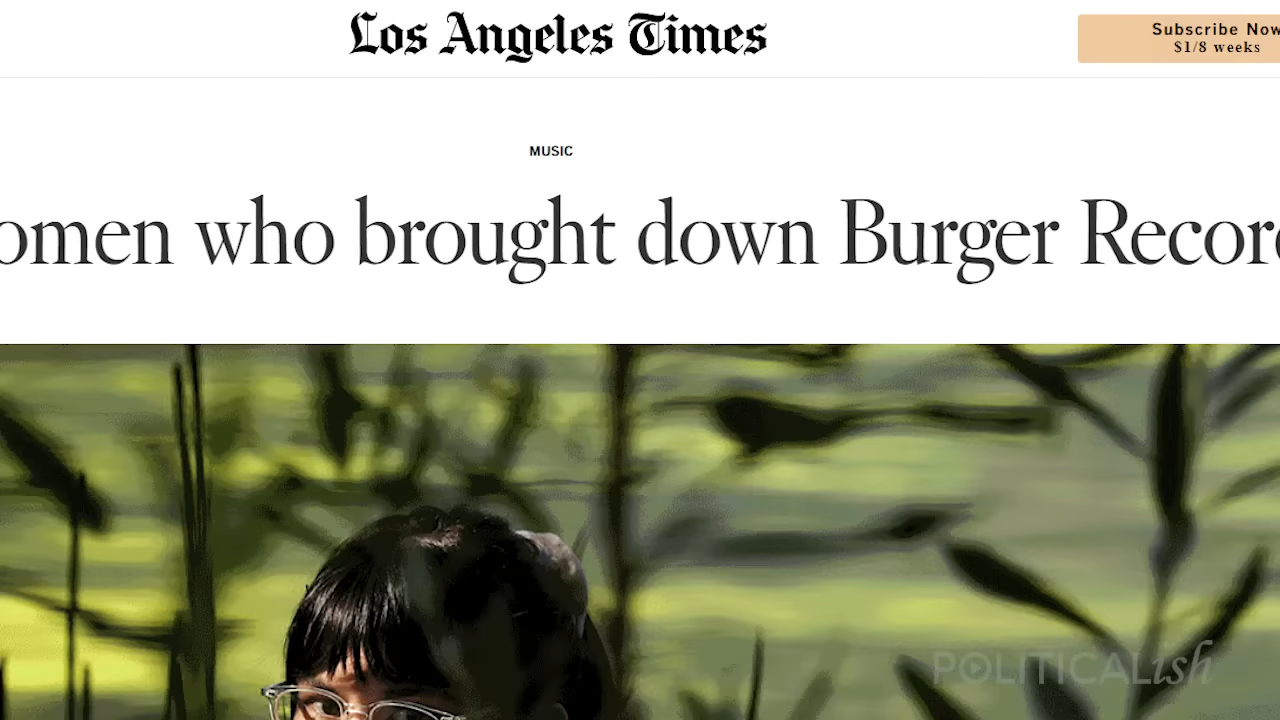 Los Angeles Times
Subscribe Now
$1/8 weeks
MUSIC
omen who brought down Burger Recor
POLITICALish